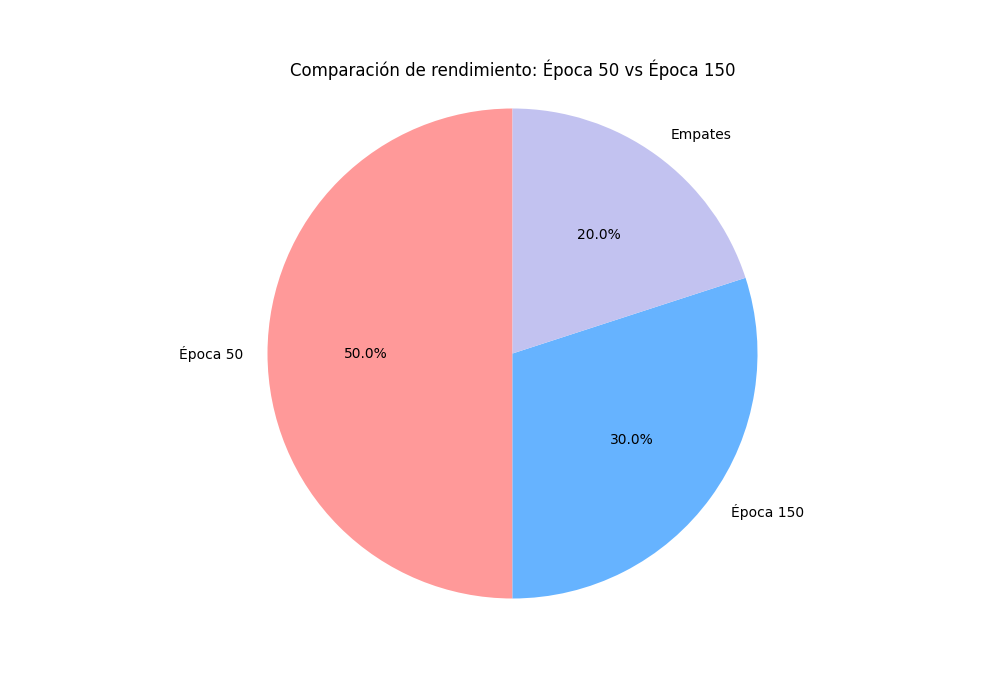 Comparación de rendimiento: Época 50 vs Época 150
Empates
20.0%
Época 50
50.0%
30.0%
Época 150